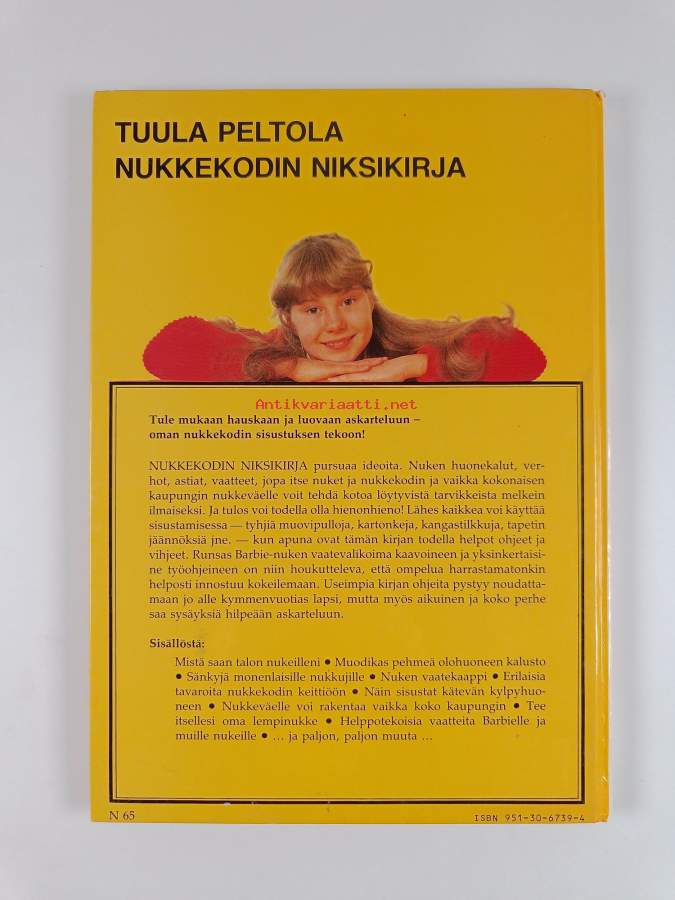 TUULA PELTOLA
NUKKEKODIN NIKSIKIRJA
Antikvariaatti.net
Tule mukaan hauskaan ja luovaan askarteluun –
oman nukkekodin sisustuksen tekoon!
NUKKEKODIN NIKSIKIRJA pursuaa ideoita. Nuken huonekalut, ver-
hot, astiat, vaatteet, jopa itse nuket ja nukkekodin ja vaikka kokonaisen
kaupungin nukkeväelle voit tehdä kotoa löytyvistä tarvikkeista melkein
ilmaiseksi. Ja tulos voi todella olla hienonhieno! Lähes kaikkea voi käyttää
sisustamisessa — tyhjiä muovipulloja, kartonkeja, kangastilkkuja, tapetin
jäännöksiä jne. — kun apuna ovat tämän kirjan todella helpot ohjeet ja
vihjeet. Runsas Barbie-nuken vaatevalikoima kaavoineen ja yksinkertaisi-
ne työohjeineen on niin houkutteleva, että ompelua harrastamatonkin
helposti innostuu kokeilemaan. Useimpia kirjan ohjeita pystyy noudatta-
maan jo alle kymmenvuotias lapsi, mutta myös aikuinen ja koko perhe
saa sysäyksiä hilpeään askarteluun.
Sisällöstä:
Mistä saan talon nukeilleni ● Muodikas pehmeä olohuoneen kalusto
● Sänkyjä monenlaisille nukkujille ● Nuken vaatekaappi ● Erilaisia
tavaroita nukkekodin keittiöön ● Näin sisustat kätevän kylpyhuo-
neen ● Nukkeväelle voi rakentaa vaikka koko kaupungin ● Tee
itsellesi oma lempinukke ● Helppotekoisia vaatteita Barbielle ja
muille nukeille ● ... ja paljon, paljon muuta ...
N 65
ISBN 951-30-6739-4